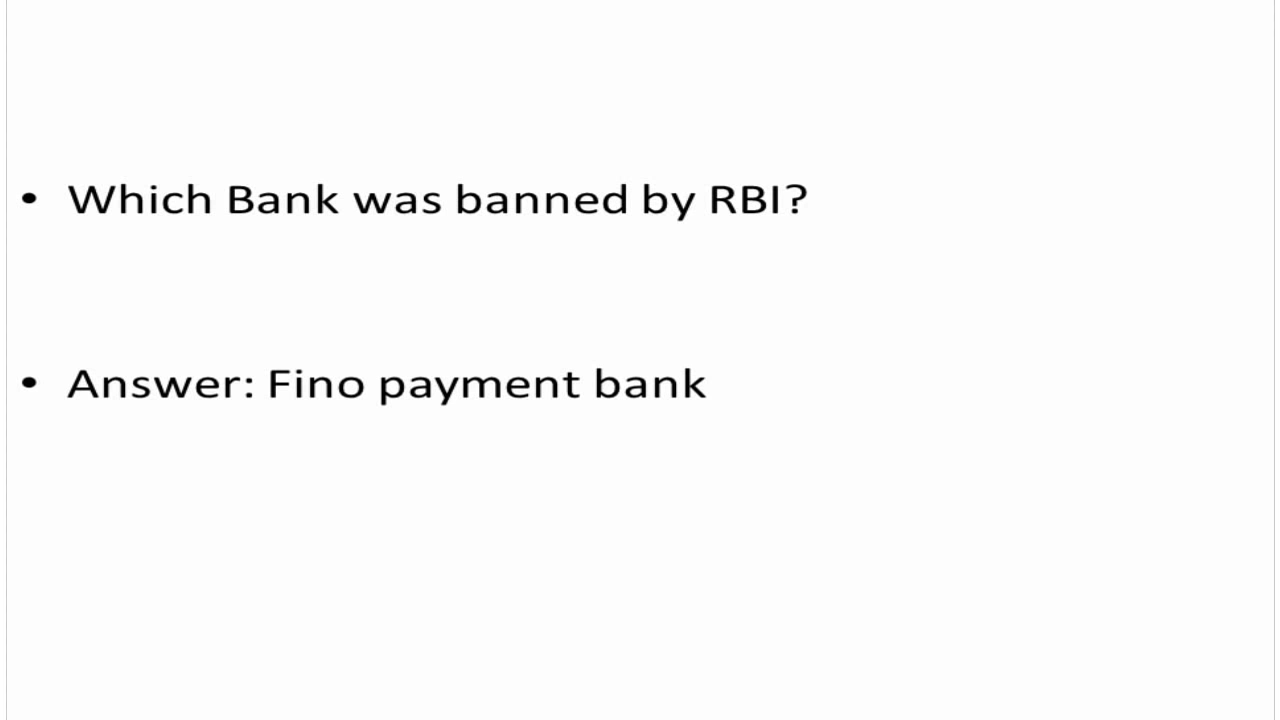 • Which Bank was banned by RBI?
• Answer: Fino payment bank